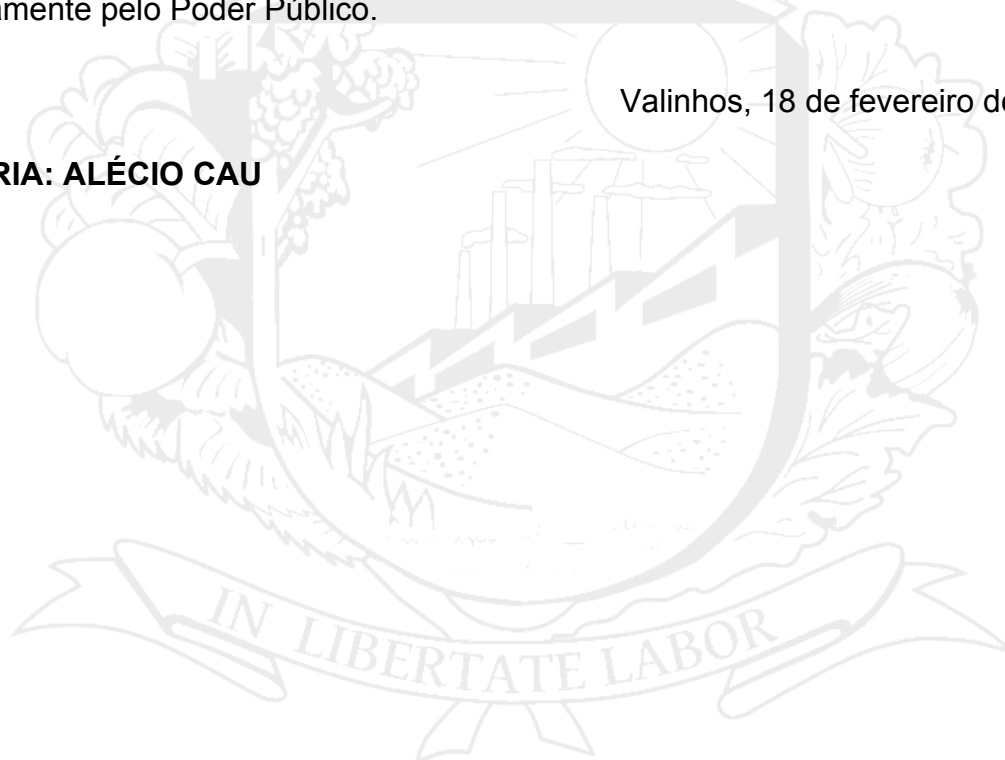 amente pelo Poder Público.
Valinhos, 18 de fevereiro de
RIA: ALÉCIO CAU
IN LIBERTATE LABOR